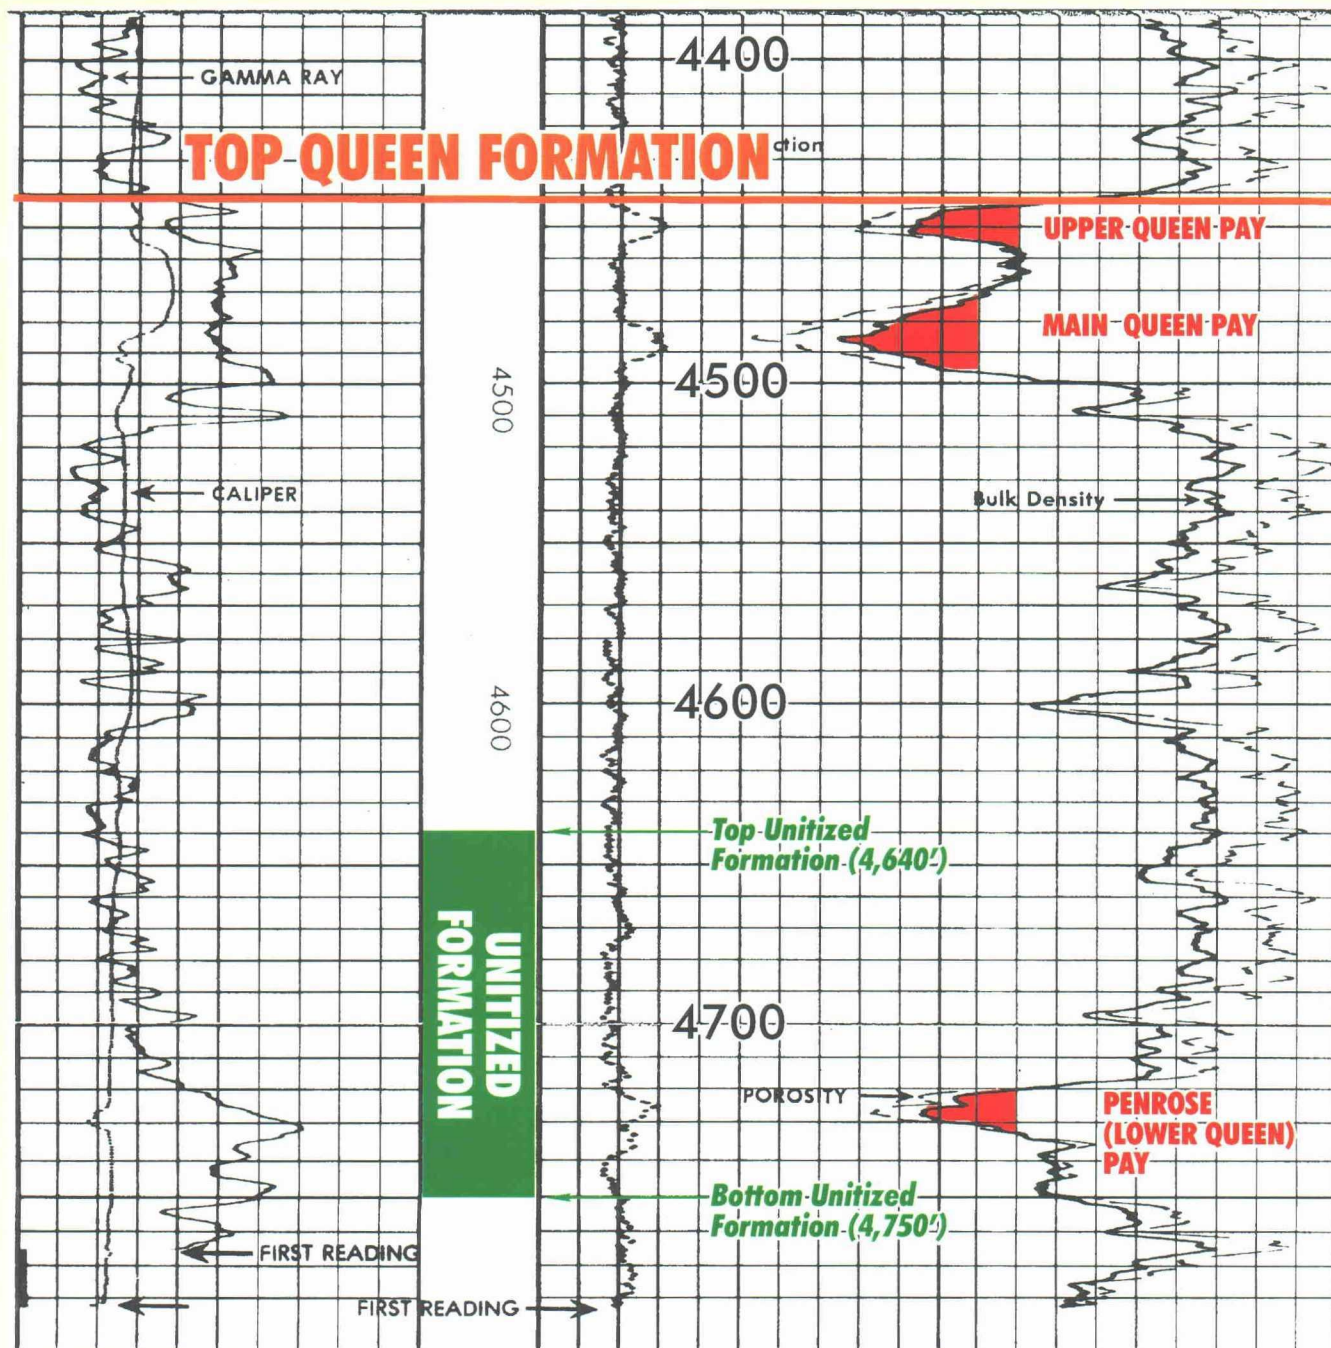 4400
GAMMA RAY
TOP QUEEN FORMATION
ction
UPPER QUEEN PAY
MAIN QUEEN PAY
4500
4500
CALIPER
Bulk Density
4600
4600
Top Unitized
Formation (4,640')
UNITIZED
FORMATION
4700
POROSITY
PENROSE
(LOWER QUEEN)
PAY
Bottom Unitized
Formation (4,750')
FIRST READING
FIRST READING